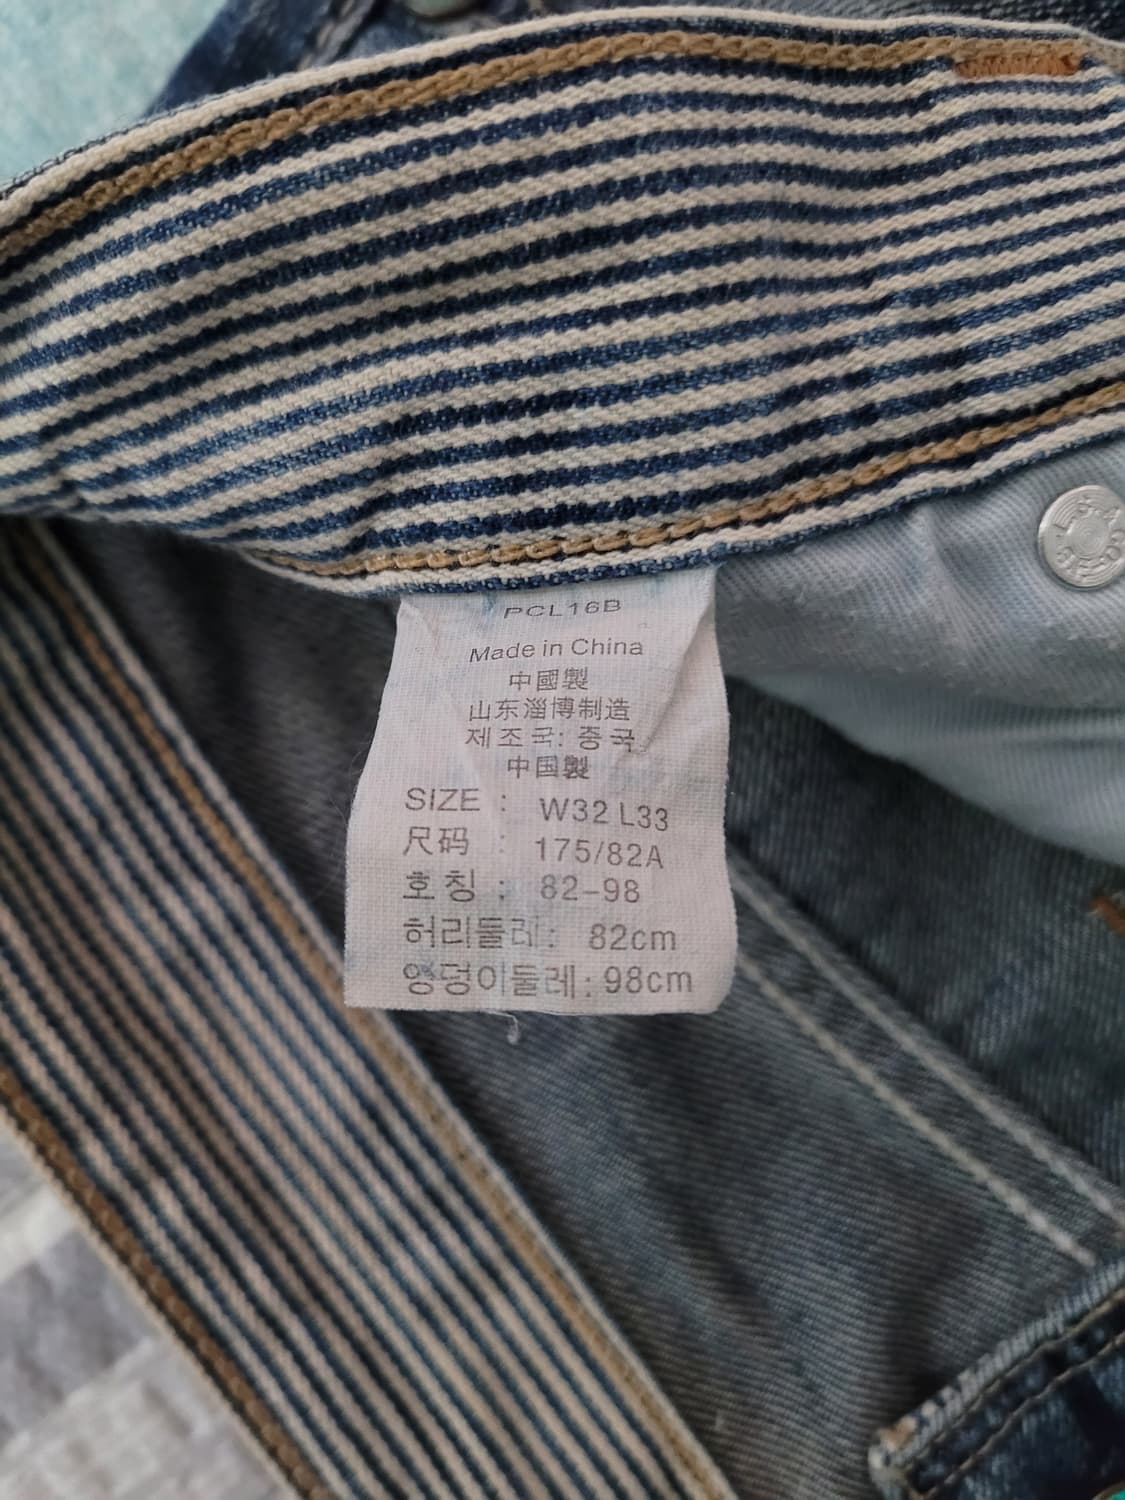 PCL16B
Made in China
中國製
山东淄博制造
제조국: 중국
中国製
SIZE : W32 L33
尺码 : 175/82A
호칭 : 82-98
허리둘레: 82cm
엉덩이둘레: 98cm